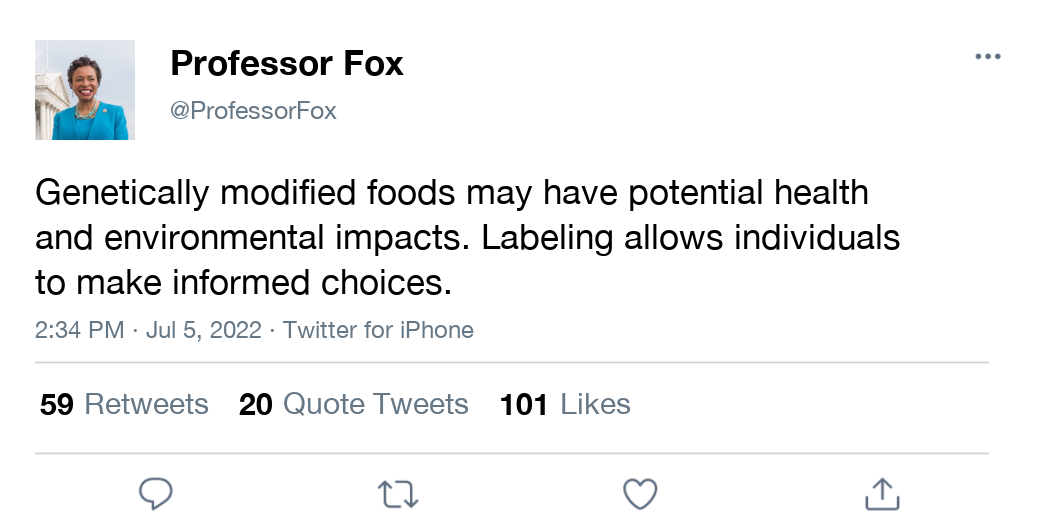 Professor Fox
@ProfessorFox
Genetically modified foods may have potential health
and environmental impacts. Labeling allows individuals
to make informed choices.
2:34 PM · Jul 5, 2022 · Twitter for iPhone
59 Retweets 20 Quote Tweets 101 Likes